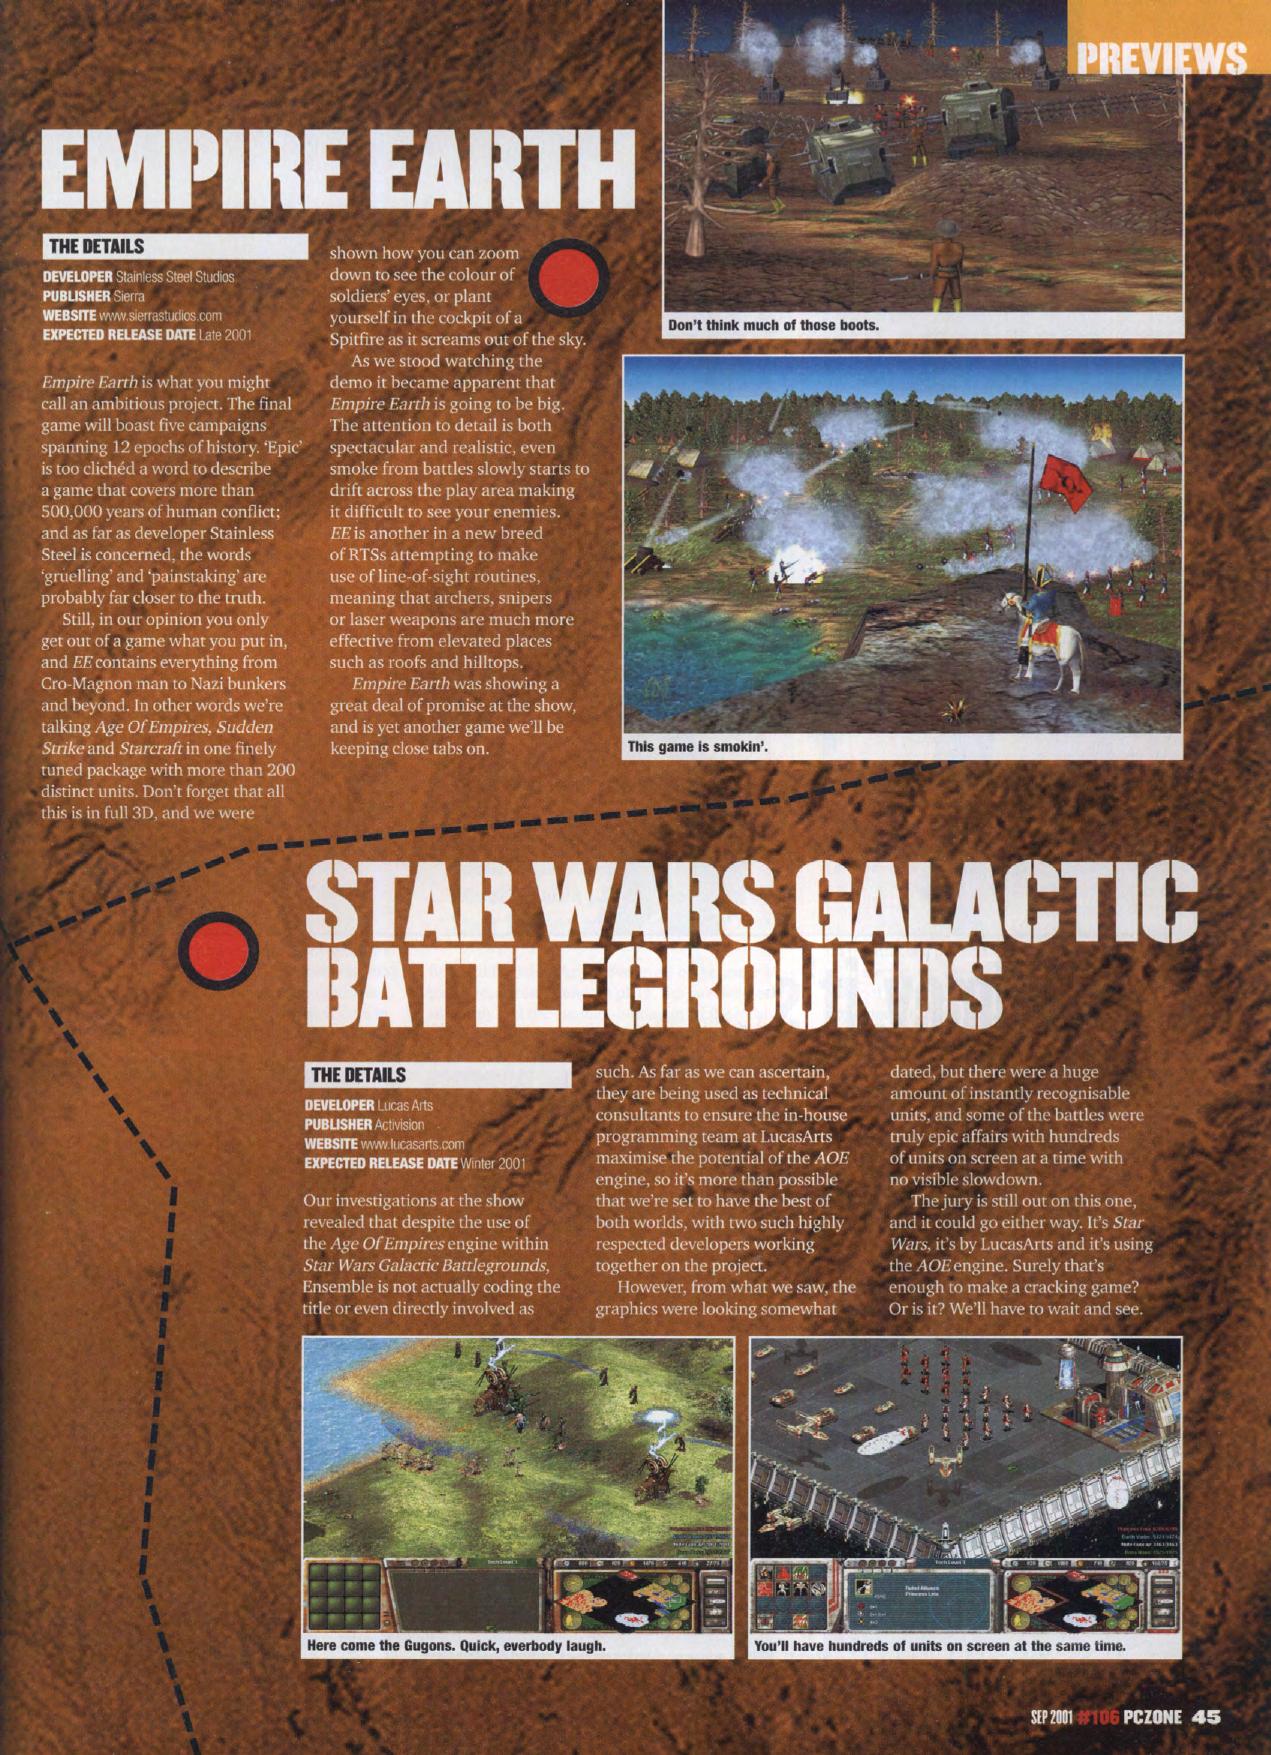 PREVIEWS
EMPIRE EARTH
THE DETAILS
DEVELOPER Stainless Steel Studios
PUBLISHER Sierra
WEBSITE www.sierrastudios.com
EXPECTED RELEASE DATE Late 2001
Empire Earth is what you might
call an ambitious project. The final
game will boast five campaigns
spanning 12 epochs of history. 'Epic'
is too clichéd a word to describe
a game that covers more than
500,000 years of human conflict;
and as far as developer Stainless
Steel is concerned, the words
'gruelling' and 'painstaking' are
probably far closer to the truth.
Still, in our opinion you only
get out of a game what you put in,
and EE contains everything from
Cro-Magnon man to Nazi bunkers
and beyond. In other words we're
talking Age Of Empires, Sudden
Strike and Starcraft in one finely
tuned package with more than 200
distinct units. Don't forget that all
this is in full 3D, and we were
shown how you can zoom
down to see the colour of
soldiers' eyes, or plant
yourself in the cockpit of a
Spitfire as it screams out of the sky.
As we stood watching the
demo it became apparent that
Empire Earth is going to be big.
The attention to detail is both
spectacular and realistic, even
smoke from battles slowly starts to
drift across the play area making
it difficult to see your enemies.
EE is another in a new breed
of RTSs attempting to make
use of line-of-sight routines,
meaning that archers, snipers
or laser weapons are much more
effective from elevated places
such as roofs and hilltops.
Empire Earth was showing a
great deal of promise at the show,
and is yet another game we'll be
keeping close tabs on.
Don't think much of those boots.
This game is smokin'.
STAR WARS GALACTIC
BATTLEGROUNDS
THE DETAILS
DEVELOPER Lucas Arts
PUBLISHER Activision
WEBSITE www.lucasarts.com
EXPECTED RELEASE DATE Winter 2001
Our investigations at the show
revealed that despite the use of
the Age Of Empires engine within
Star Wars Galactic Battlegrounds,
Ensemble is not actually coding the
title or even directly involved as
such. As far as we can ascertain,
they are being used as technical
consultants to ensure the in-house
programming team at LucasArts
maximise the potential of the AOE
engine, so it's more than possible
that we're set to have the best of
both worlds, with two such highly
respected developers working
together on the project.
However, from what we saw, the
graphics were looking somewhat
dated, but there were a huge
amount of instantly recognisable
units, and some of the battles were
truly epic affairs with hundreds
of units on screen at a time with
no visible slowdown.
The jury is still out on this one,
and it could go either way. It's Star
Wars, it's by LucasArts and it's using
the AOE engine. Surely that's
enough to make a cracking game?
Or is it? We'll have to wait and see.
Tech Level 3
Tech Level 3
Rebel Alliance
Princess Leia
Here come the Gugons. Quick, everbody laugh.
You'll have hundreds of units on screen at the same time.
SEP 2001 #106 PCZONE 45